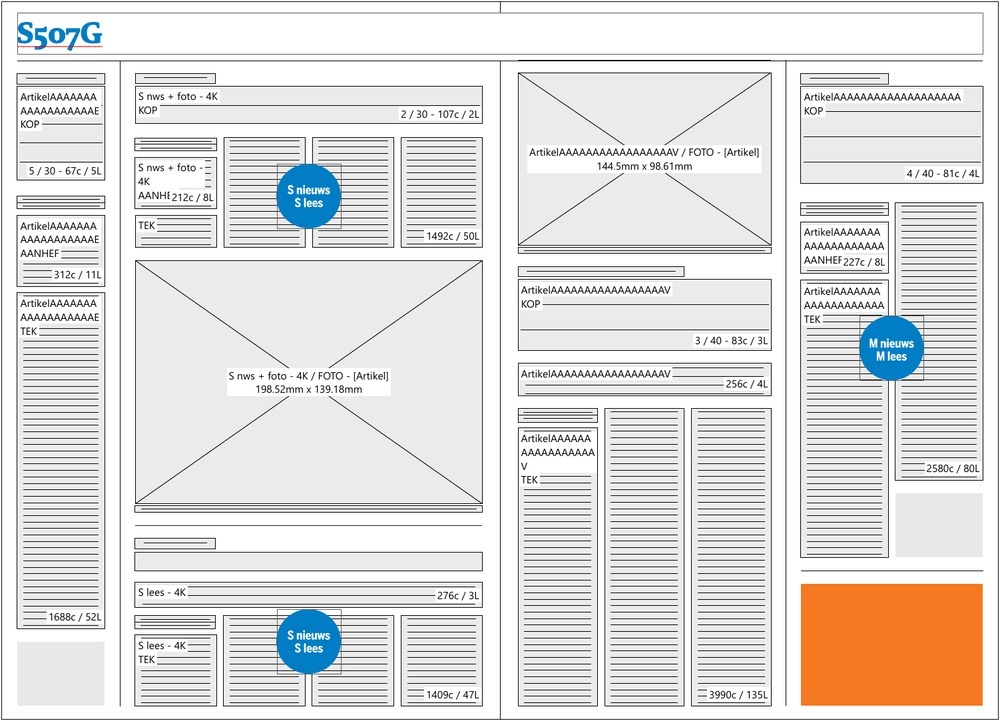 S507G
ArtikelAAAAAAA
AAAAAAAAAAAE
KOP
5 / 30 - 67c / 5L
ArtikelAAAAAAA
AAAAAAAAAAAE
AANHEF
312c / 11L
ArtikelAAAAAAA
AAAAAAAAAAAE
TEK
1688c / 52L
S nws + foto - 4K
KOP
2 / 30 - 107c / 2L
S nws + foto -
4K
AANHE
212c / 8L
TEK
S nieuws
S lees
1492c / 50L
S nws + foto - 4K / FOTO - [Artikel]
198.52mm x 139.18mm
S lees - 4K
276c / 3L
S lees - 4K
TEK
S nieuws
S lees
1409c / 47L
ArtikelAAAAAAAAAAAAAAAAAV / FOTO - [Artikel]
144.5mm x 98.61mm
ArtikelAAAAAAAAAAAAAAAAAV
KOP
3 / 40 - 83c / 3L
ArtikelAAAAAAAAAAAAAAAAAV
256c / 4L
ArtikelAAAAAA
AAAAAAAAAAA
V
TEK
3990c / 135L
ArtikelAAAAAAAAAAAAAAAAAAA
KOP
4 / 40 - 81c / 4L
ArtikelAAAAAAA
AAAAAAAAAAAA
AANHEF
227c / 8L
ArtikelAAAAAAA
AAAAAAAAAAAA
TEK
M nieuws
M lees
2580c / 80L